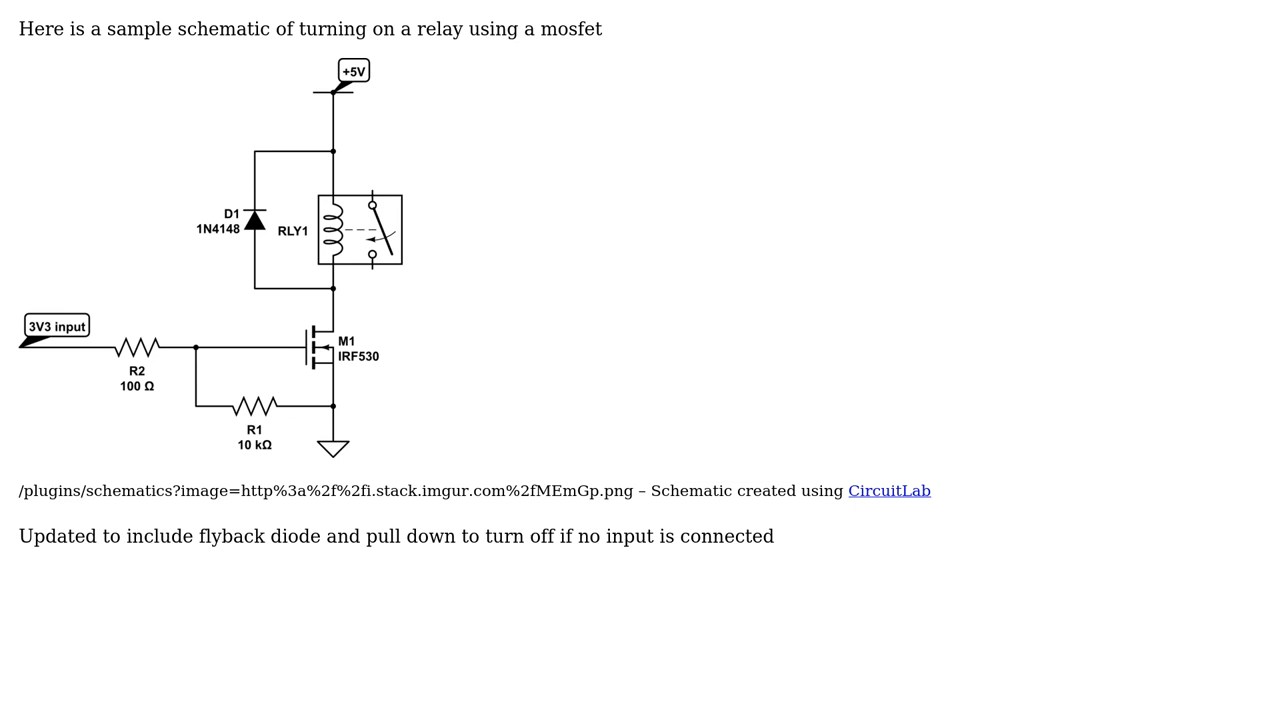 Here is a sample schematic of turning on a relay using a mosfet
+5V
D1
1N4148
RLY1
3V3 input
M1
IRF530
R2
100 Ω
R1
10 kΩ
/plugins/schematics?image=http%3a%2f%2fi.stack.imgur.com%2fMEmGp.png – Schematic created using CircuitLab
Updated to include flyback diode and pull down to turn off if no input is connected